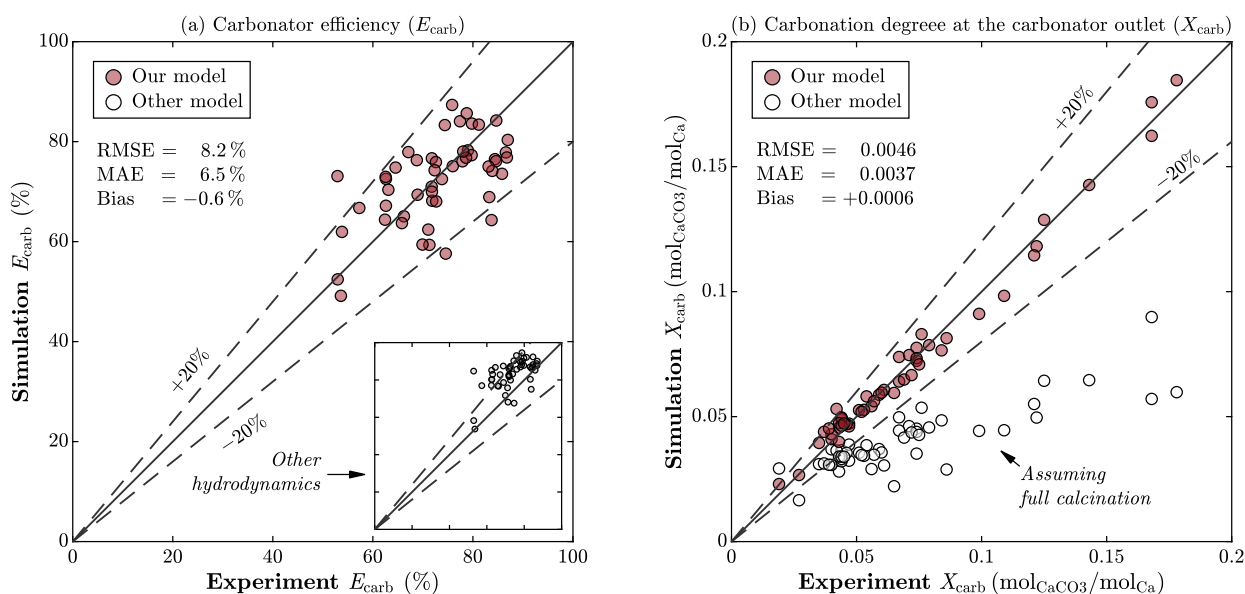 (a) Carbonator efficiency (E_carb)
100
80
60
40
20
0
Simulation E_carb (%)
Our model
Other model
RMSE = 8.2 %
MAE = 6.5 %
Bias = −0.6 %
+20%
−20%
Other
hydrodynamics
0 20 40 60 80 100
Experiment E_carb (%)
(b) Carbonation degreee at the carbonator outlet (X_carb)
0.2
0.15
0.1
0.05
0
Simulation X_carb (mol_CaCO3/mol_Ca)
Our model
Other model
RMSE = 0.0046
MAE = 0.0037
Bias = +0.0006
+20%
−20%
Assuming
full calcination
0 0.05 0.1 0.15 0.2
Experiment X_carb (mol_CaCO3/mol_Ca)